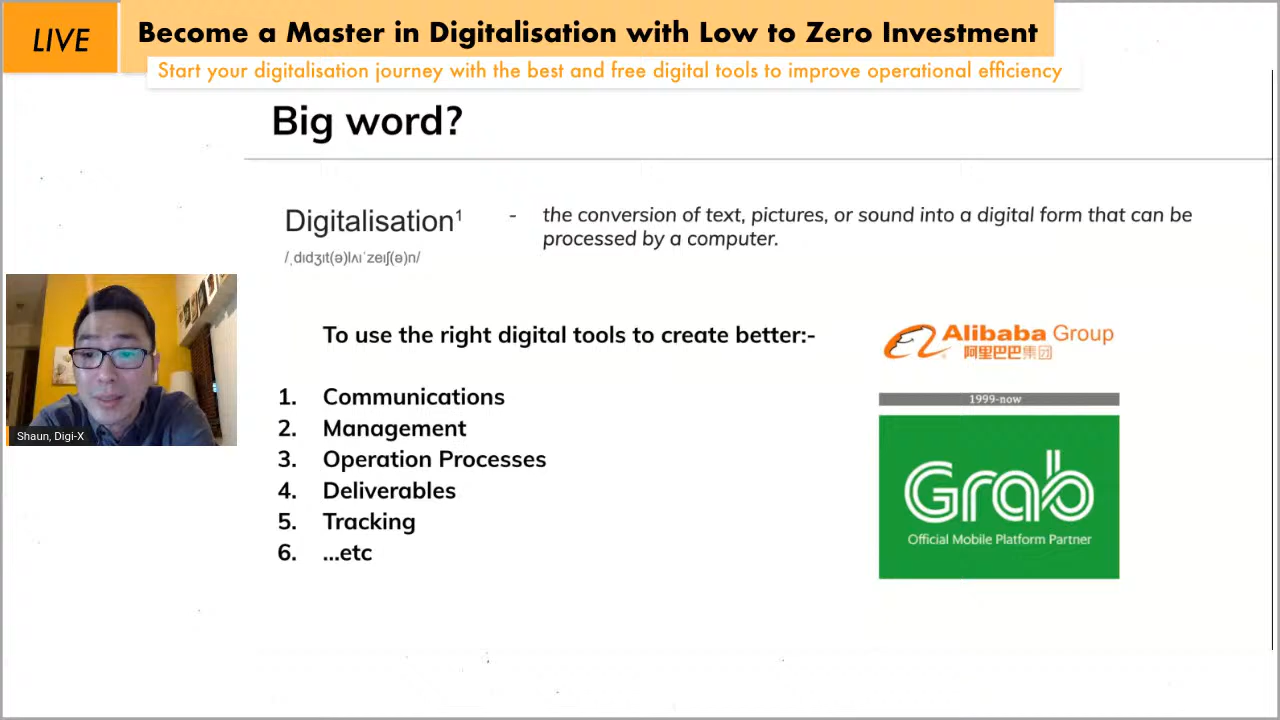 LIVE
Become a Master in Digitalisation with Low to Zero Investment
Start your digitalisation journey with the best and free digital tools to improve operational efficiency
Big word?
Digitalisation¹ - the conversion of text, pictures, or sound into a digital form that can be
processed by a computer.
/ˌdɪdʒɪt(ə)lʌɪˈzeɪʃ(ə)n/
To use the right digital tools to create better:-
1. Communications
2. Management
3. Operation Processes
4. Deliverables
5. Tracking
6. ...etc
Alibaba Group
阿里巴巴集团
1999-now
Grab
Official Mobile Platform Partner
Shaun, Digi-X